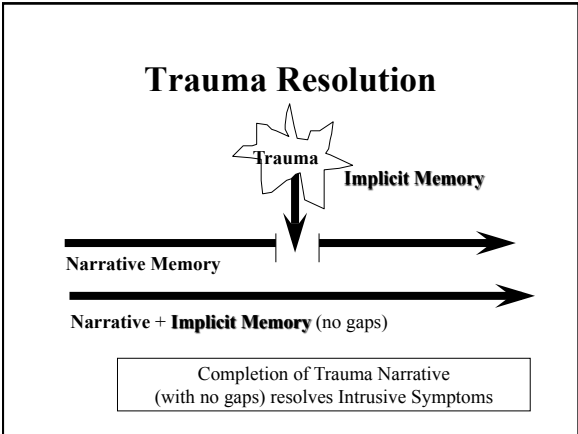 Trauma Resolution
Trauma
Implicit Memory
Narrative Memory
Narrative + Implicit Memory (no gaps)
Completion of Trauma Narrative
(with no gaps) resolves Intrusive Symptoms